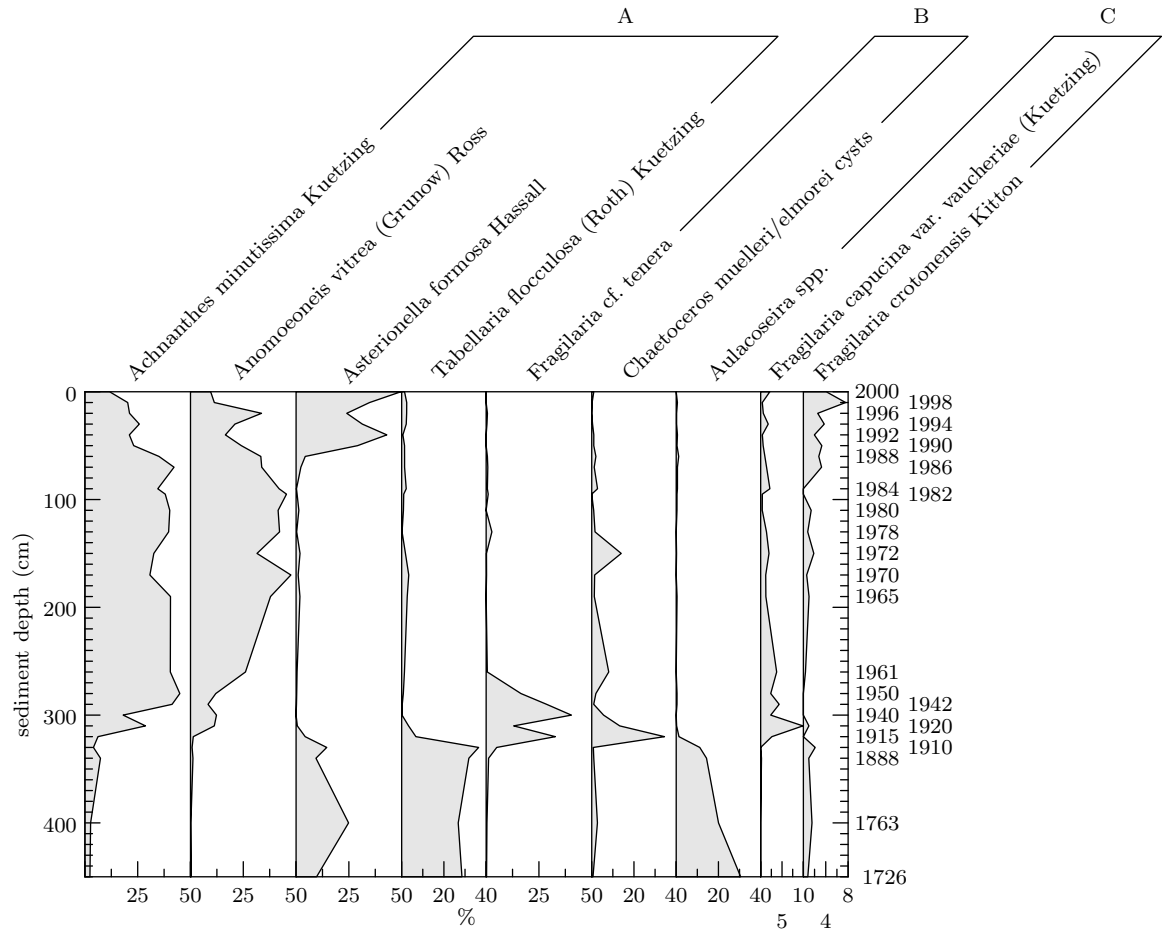 A B C
Achnanthes minutissima Kuetzing
Anomoeoneis vitrea (Grunow) Ross
Asterionella formosa Hassall
Tabellaria flocculosa (Roth) Kuetzing
Fragilaria cf. tenera
Chaetoceros muelleri/elmorei cysts
Aulacoseira spp.
Fragilaria capucina var. vaucheriae (Kuetzing)
Fragilaria crotonensis Kitton
sediment depth (cm)
0
100
200
300
400
2000
1998
1996
1994
1992
1990
1988
1986
1984
1982
1980
1978
1972
1970
1965
1961
1950
1942
1940
1920
1915
1910
1888
1763
1726
25 50 25 50 25 50 20 40 25 50 20 40 20 40 10 8
% 5 4